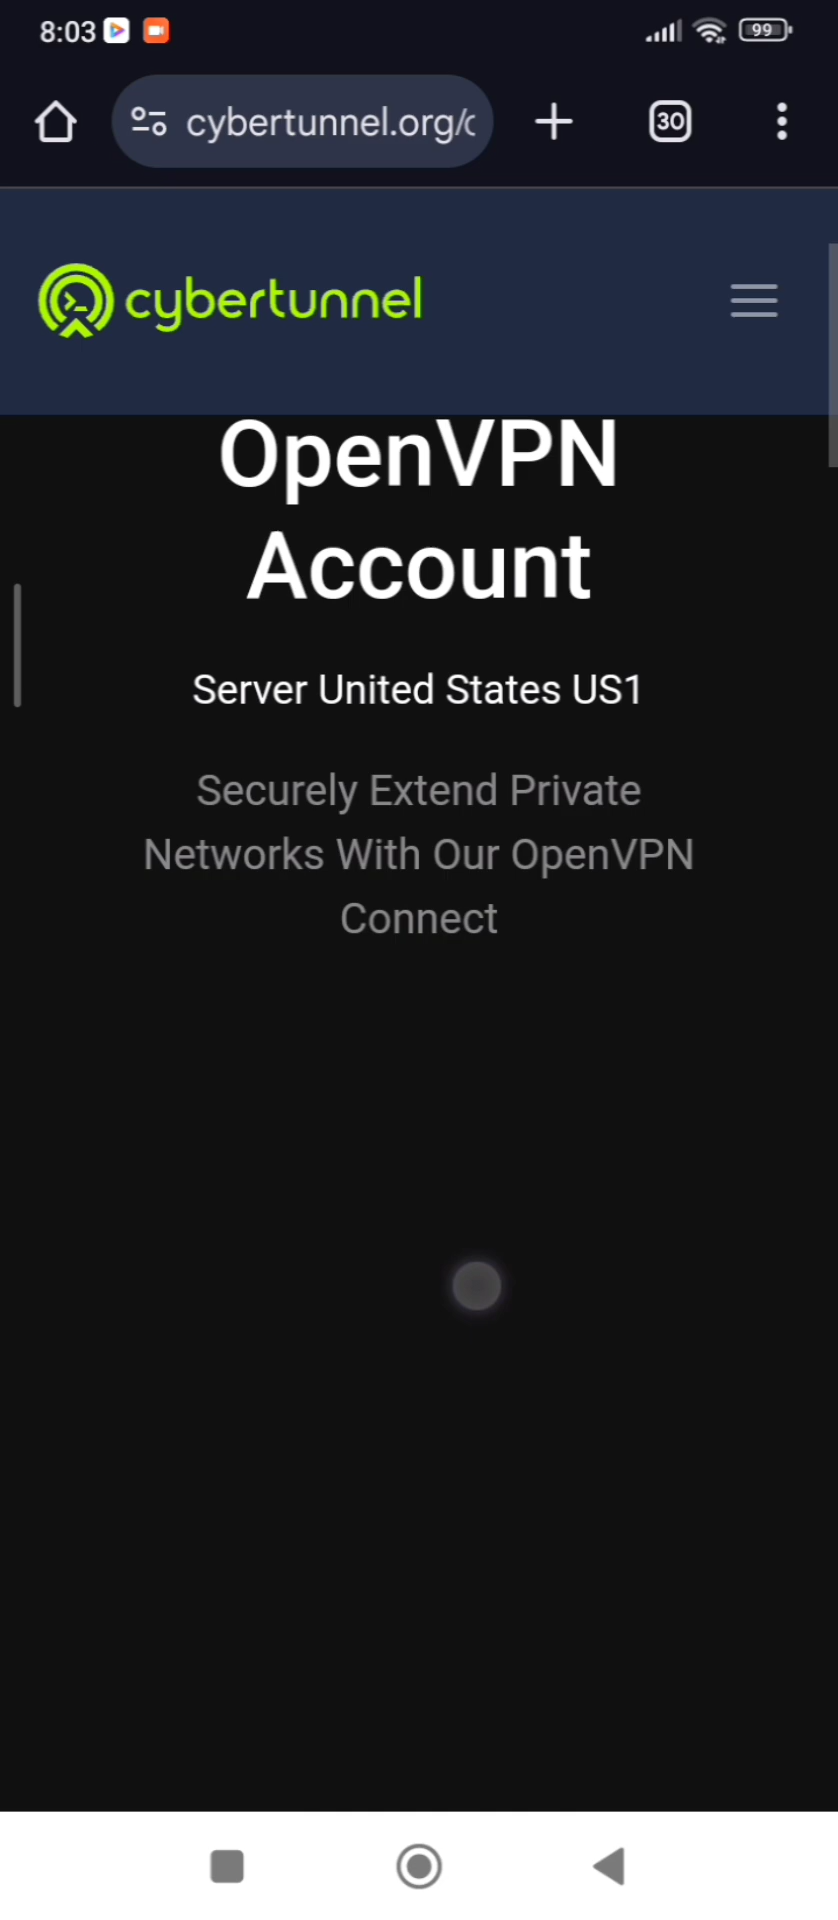 8:03
99
cybertunnel.org/c
30
cybertunnel
OpenVPN
Account
Server United States US1
Securely Extend Private
Networks With Our OpenVPN
Connect